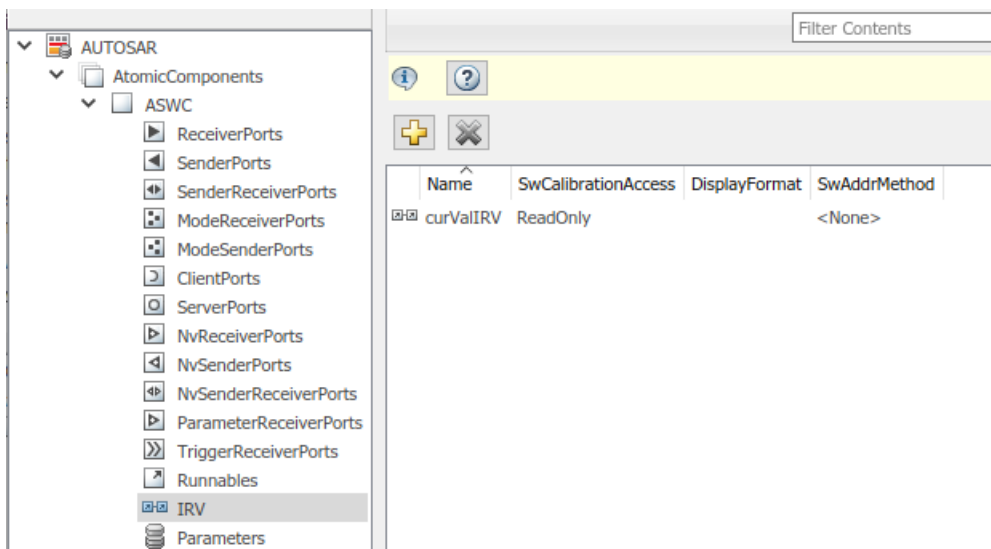 Filter Contents
AUTOSAR
AtomicComponents
ASWC
ReceiverPorts
SenderPorts
SenderReceiverPorts
ModeReceiverPorts
ModeSenderPorts
ClientPorts
ServerPorts
NvReceiverPorts
NvSenderPorts
NvSenderReceiverPorts
ParameterReceiverPorts
TriggerReceiverPorts
Runnables
IRV
Parameters
Name SwCalibrationAccess DisplayFormat SwAddrMethod
curValIRV ReadOnly <None>